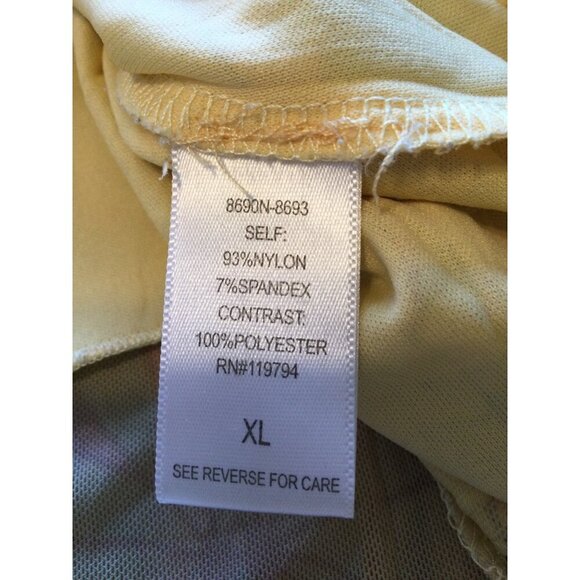 8690N-8693
SELF:
93%NYLON
7%SPANDEX
CONTRAST:
100%POLYESTER
RN#119794
XL
SEE REVERSE FOR CARE